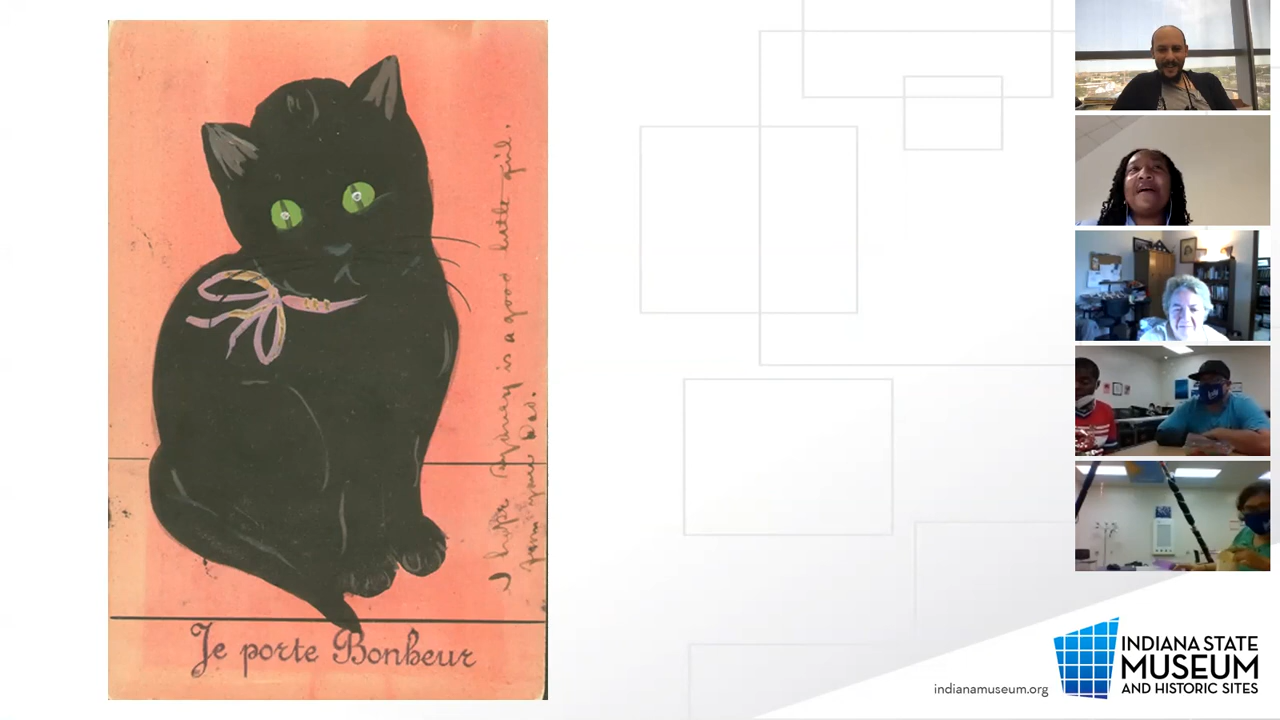 I hope Sydney is a good little girl.
from your Dad.
Je porte Bonheur
indianamuseum.org
INDIANA STATE
MUSEUM
AND HISTORIC SITES